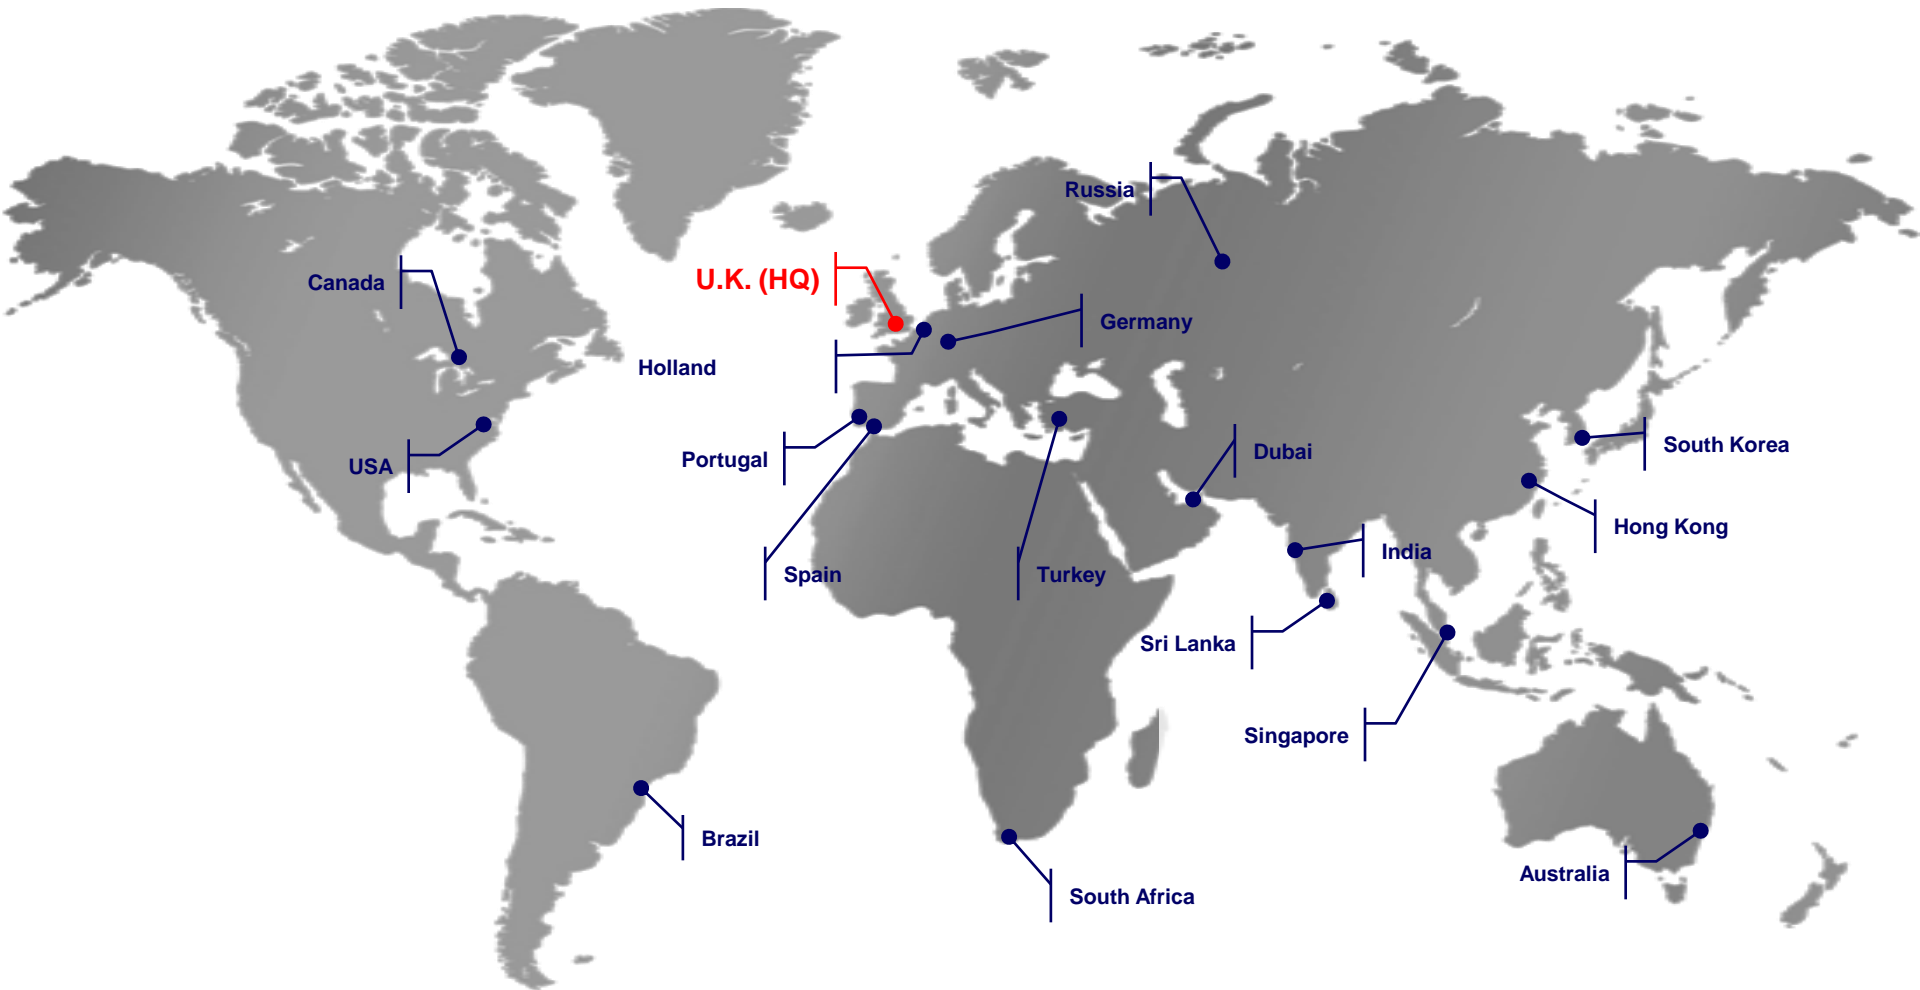 Russia
Canada
U.K. (HQ)
Germany
Holland
USA
Portugal
Dubai
South Korea
Hong Kong
India
Spain
Turkey
Sri Lanka
Singapore
Brazil
Australia
South Africa